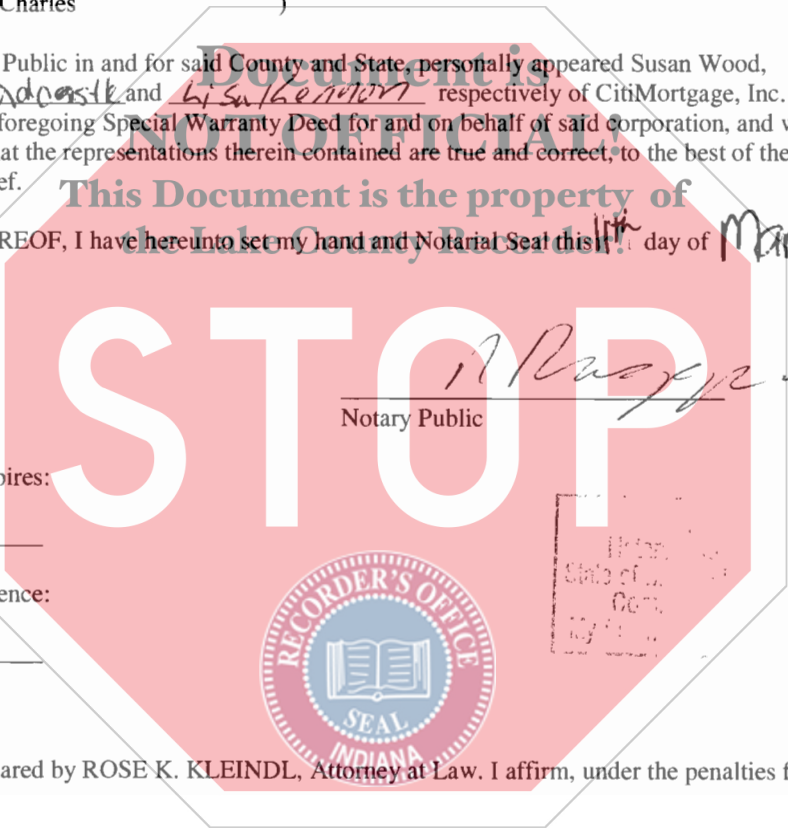 Charles )
Document is
Public in and for said County and State, personally appeared Susan Wood,
and respectively of CitiMortgage, Inc.
NOT OFFICIAL!
foregoing Special Warranty Deed for and on behalf of said corporation, and
at the representations therein contained are true and correct, to the best of the
ef.
This Document is the property of
the Lake County Recorder!
REOF, I have hereunto set my hand and Notarial Seal this 11th day of Mar
STOP
Notary Public
pires:
State of
ence:
RECORDER'S OFFICE
SEAL
INDIANA
ared by ROSE K. KLEINDL, Attorney at Law. I affirm, under the penalties f